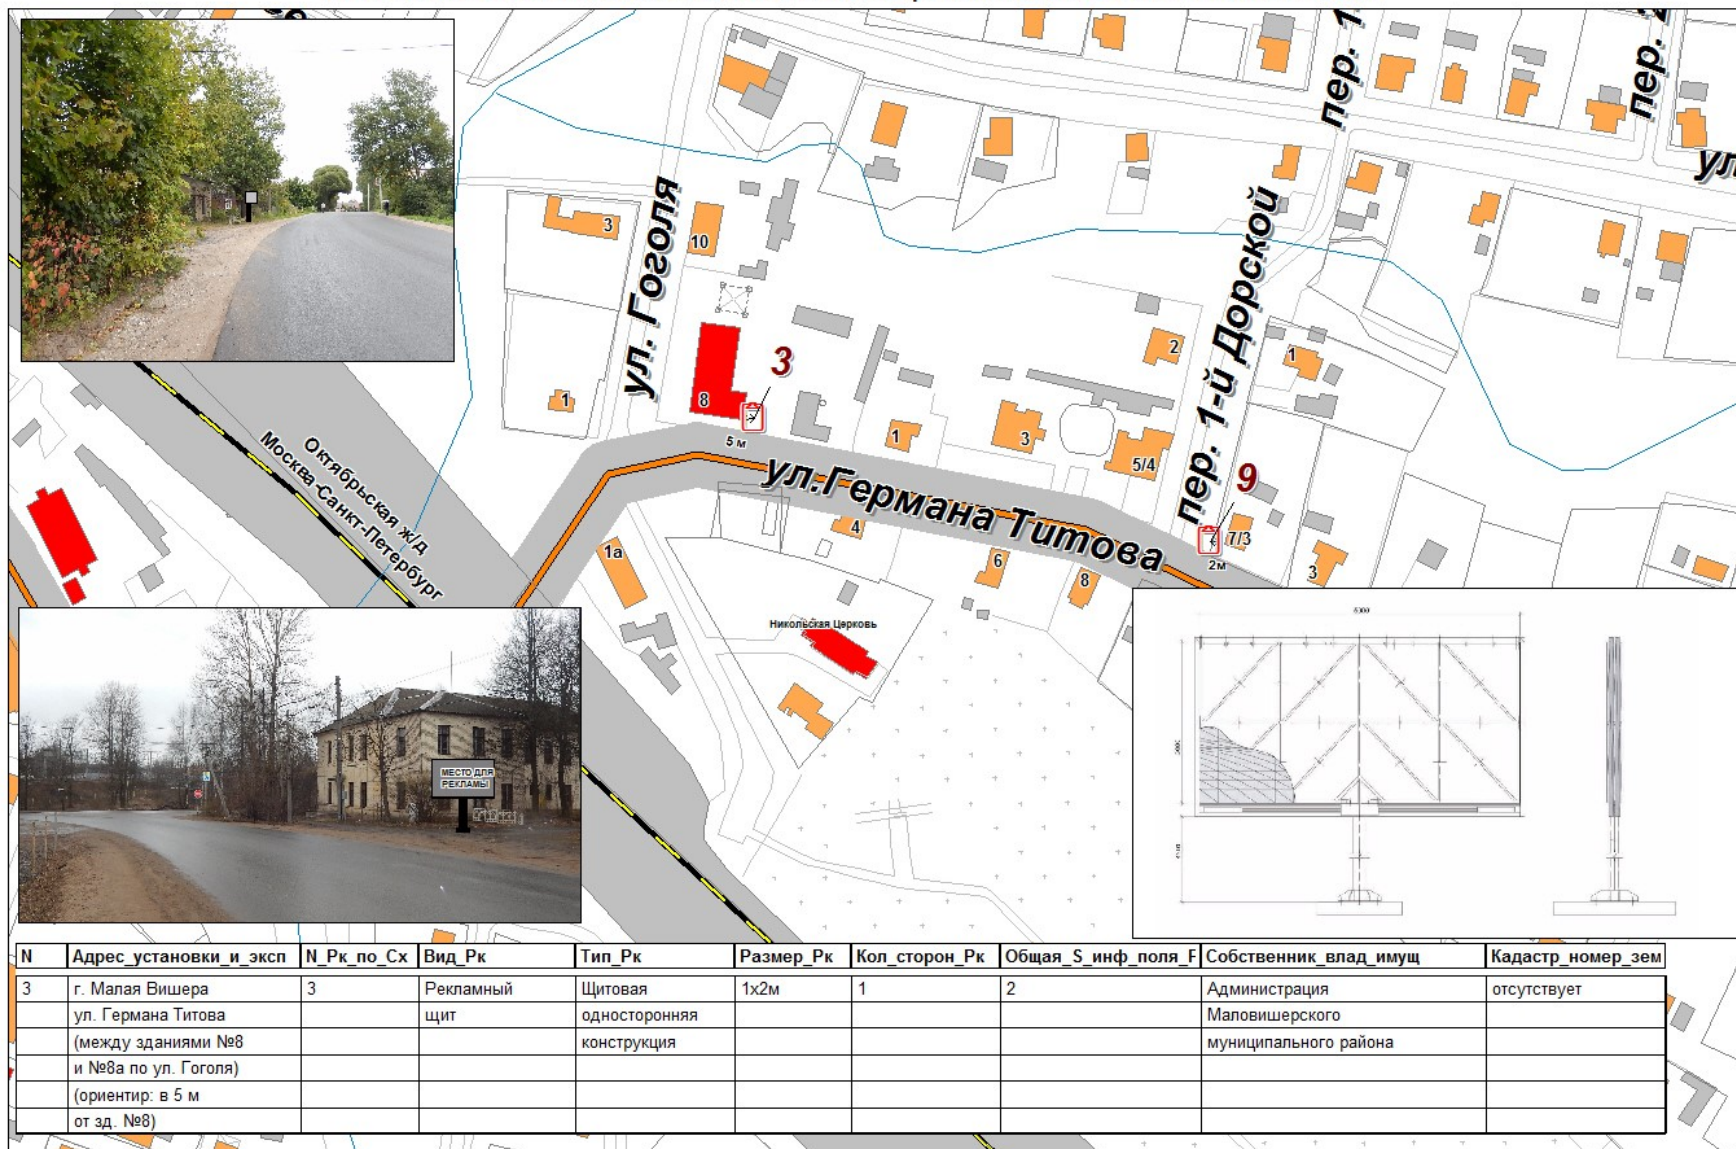 пер. 1
пер. 2
ул
ул. Гоголя
пер. 1-й Дорский
3
10
2
1
1
8
3
5 м
1
3
5/4
9
ул.Германа Титова
Октябрьская ж/д
Москва-Санкт-Петербург
4
7/3
2м
1а
6
8
3
Никольская Церковь
МЕСТО ДЛЯ
РЕКЛАМЫ
N Адрес_установки_и_эксп N_Рк_по_Сх Вид_Рк Тип_Рк Размер_Рк Кол_сторон_Рк Общая_S_инф_поля_Р Собственник_влад_имущ Кадастр_номер_зем
3 г. Малая Вишера 3 Рекламный Щитовая 1х2м 1 2 Администрация отсутствует
ул. Германа Титова щит односторонняя Маловишерского
(между зданиями №8 конструкция муниципального района
и №8а по ул. Гоголя)
(ориентир: в 5 м
от зд. №8)